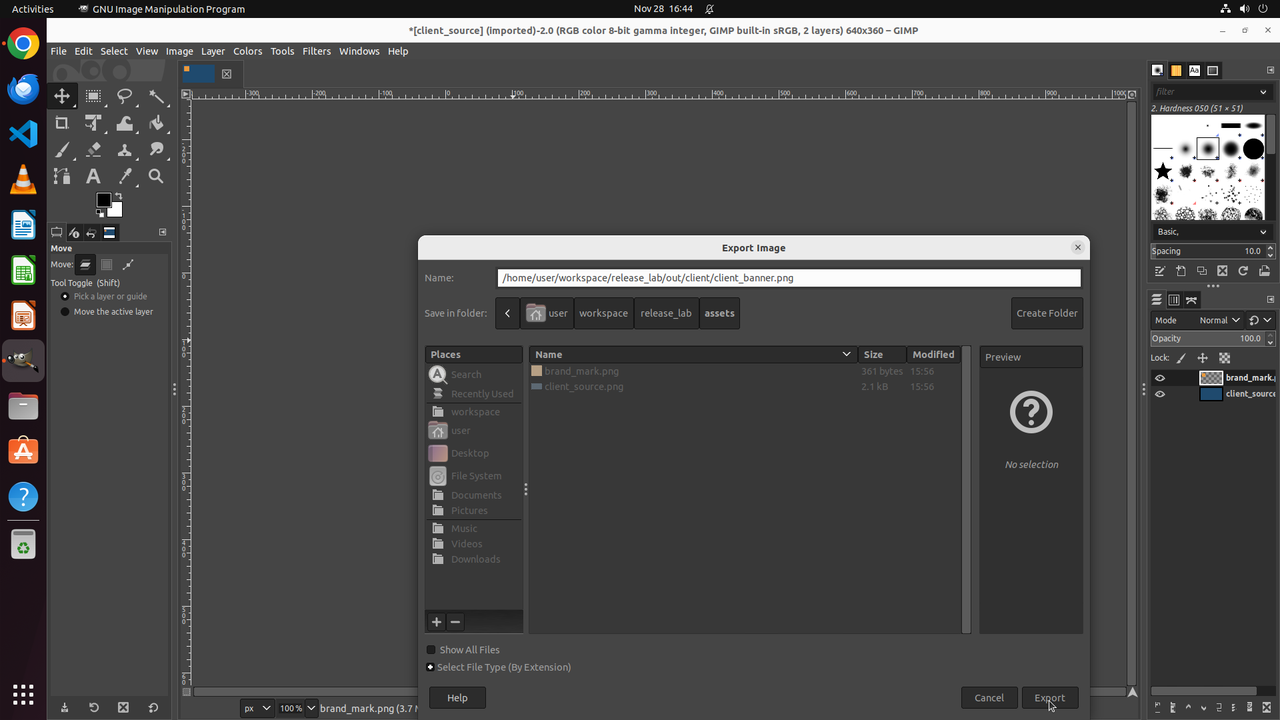 Activities
GNU Image Manipulation Program
Nov 28 16:44
*[client_source] (imported)-2.0 (RGB color 8-bit gamma integer, GIMP built-in sRGB, 2 layers) 640x360 – GIMP
File Edit Select View Image Layer Colors Tools Filters Windows Help
filter
2. Hardness 050 (51 × 51)
Basic,
Spacing 10.0
Move
Move:
Tool Toggle (Shift)
Pick a layer or guide
Move the active layer
Mode Normal
Opacity 100.0
Lock:
brand_mark.
client_source
Export Image
Name: /home/user/workspace/release_lab/out/client/client_banner.png
Save in folder: user workspace release_lab assets
Create Folder
Places
Search
Recently Used
workspace
user
Desktop
File System
Documents
Pictures
Music
Videos
Downloads
Name Size Modified
brand_mark.png 361 bytes 15:56
client_source.png 2.1 kB 15:56
Preview
No selection
Show All Files
Select File Type (By Extension)
Help Cancel Export
px 100 % brand_mark.png (3.7